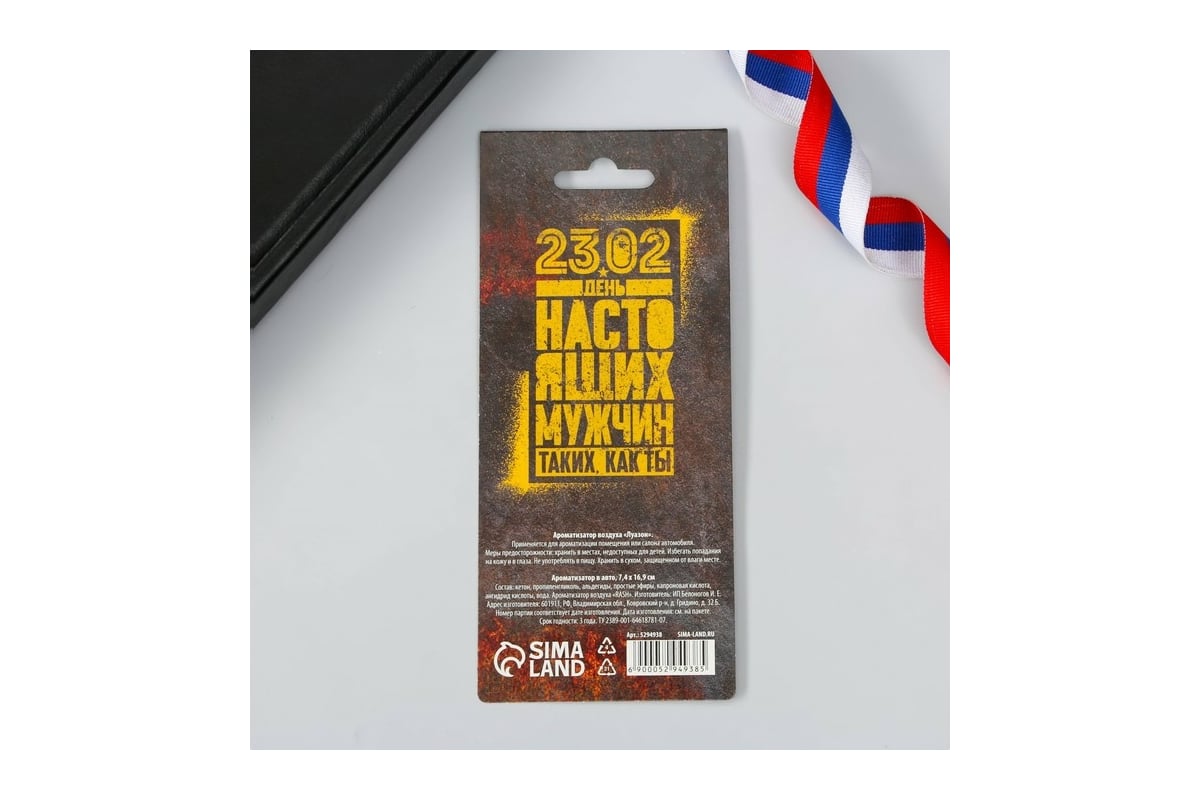 23.02
ДЕНЬ
НАСТО
ЯЩИХ
МУЖЧИН
ТАКИХ, КАК ТЫ
Ароматизатор воздуха «Луазон».
Применяется для ароматизации помещения или салона автомобиля.
Меры предосторожности: хранить в местах, недоступных для детей. Избегать попадания
на кожу и в глаза. Не употреблять в пищу. Хранить в сухом, защищенном от влаги месте.
Ароматизатор в авто, 7,4 х 16,9 см
Состав: кетон, пропиленгликоль, альдегиды, простые эфиры, капроновая кислота,
ангидрид кислоты, вода. Ароматизатор воздуха «RASH». Изготовитель: ИП Белоногов И. Е.
Адрес изготовителя: 601911, РФ, Владимирская обл., Ковровский р-н, д. Гридино, д. 32 Б.
Номер партии соответствует дате изготовления. Дата изготовления: см. на пакете.
Срок годности: 3 года. ТУ 2389-001-64618781-07.
Арт.: 5294938 SIMA-LAND.RU
SIMA
LAND
6 900052 949385